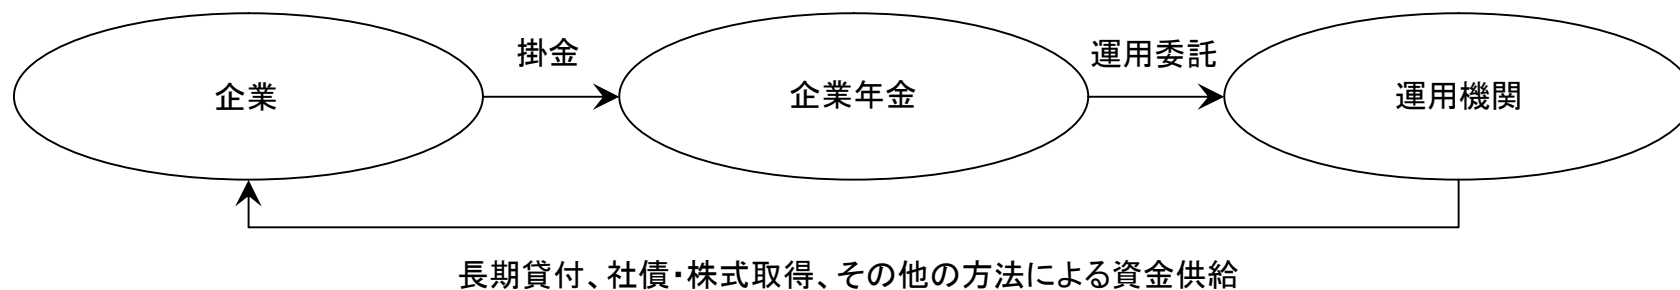 企業
掛金
企業年金
運用委託
運用機関
長期貸付、社債・株式取得、その他の方法による資金供給